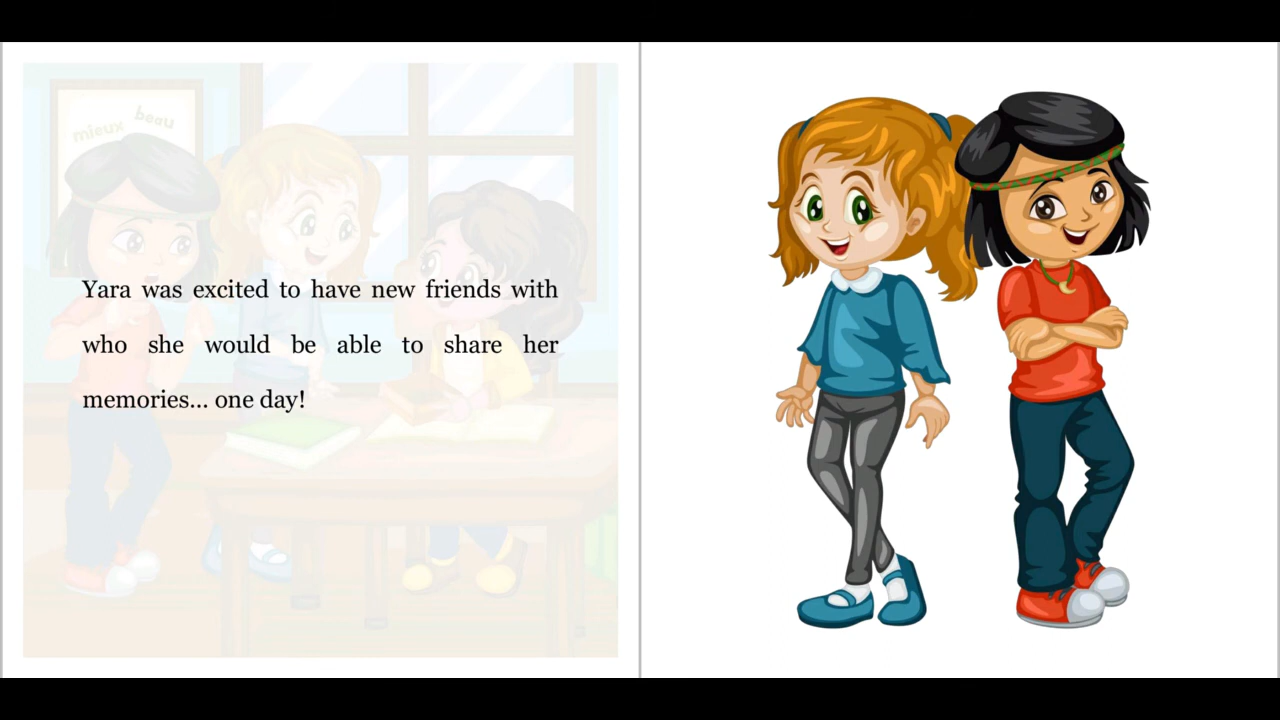 mieux beau
Yara was excited to have new friends with
who she would be able to share her
memories... one day!